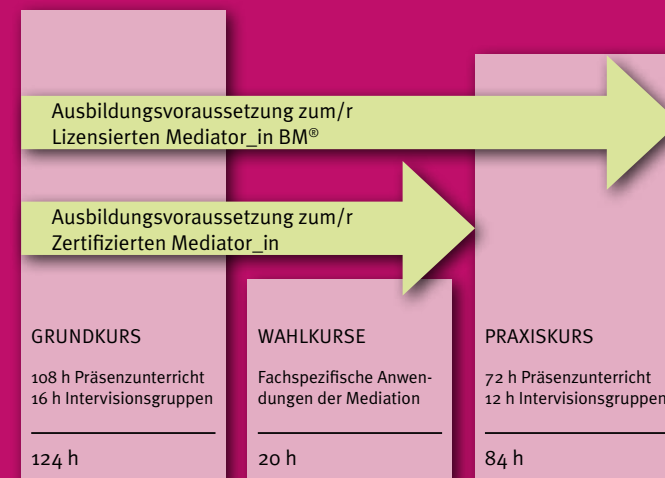 Ausbildungsvoraussetzung zum/r
Lizensierten Mediator_in BM®
Ausbildungsvoraussetzung zum/r
Zertifizierten Mediator_in
GRUNDKURS
108 h Präsenzunterricht
16 h Intervisionsgruppen
124 h
WAHLKURSE
Fachspezifische Anwen-
dungen der Mediation
20 h
PRAXISKURS
72 h Präsenzunterricht
12 h Intervisionsgruppen
84 h